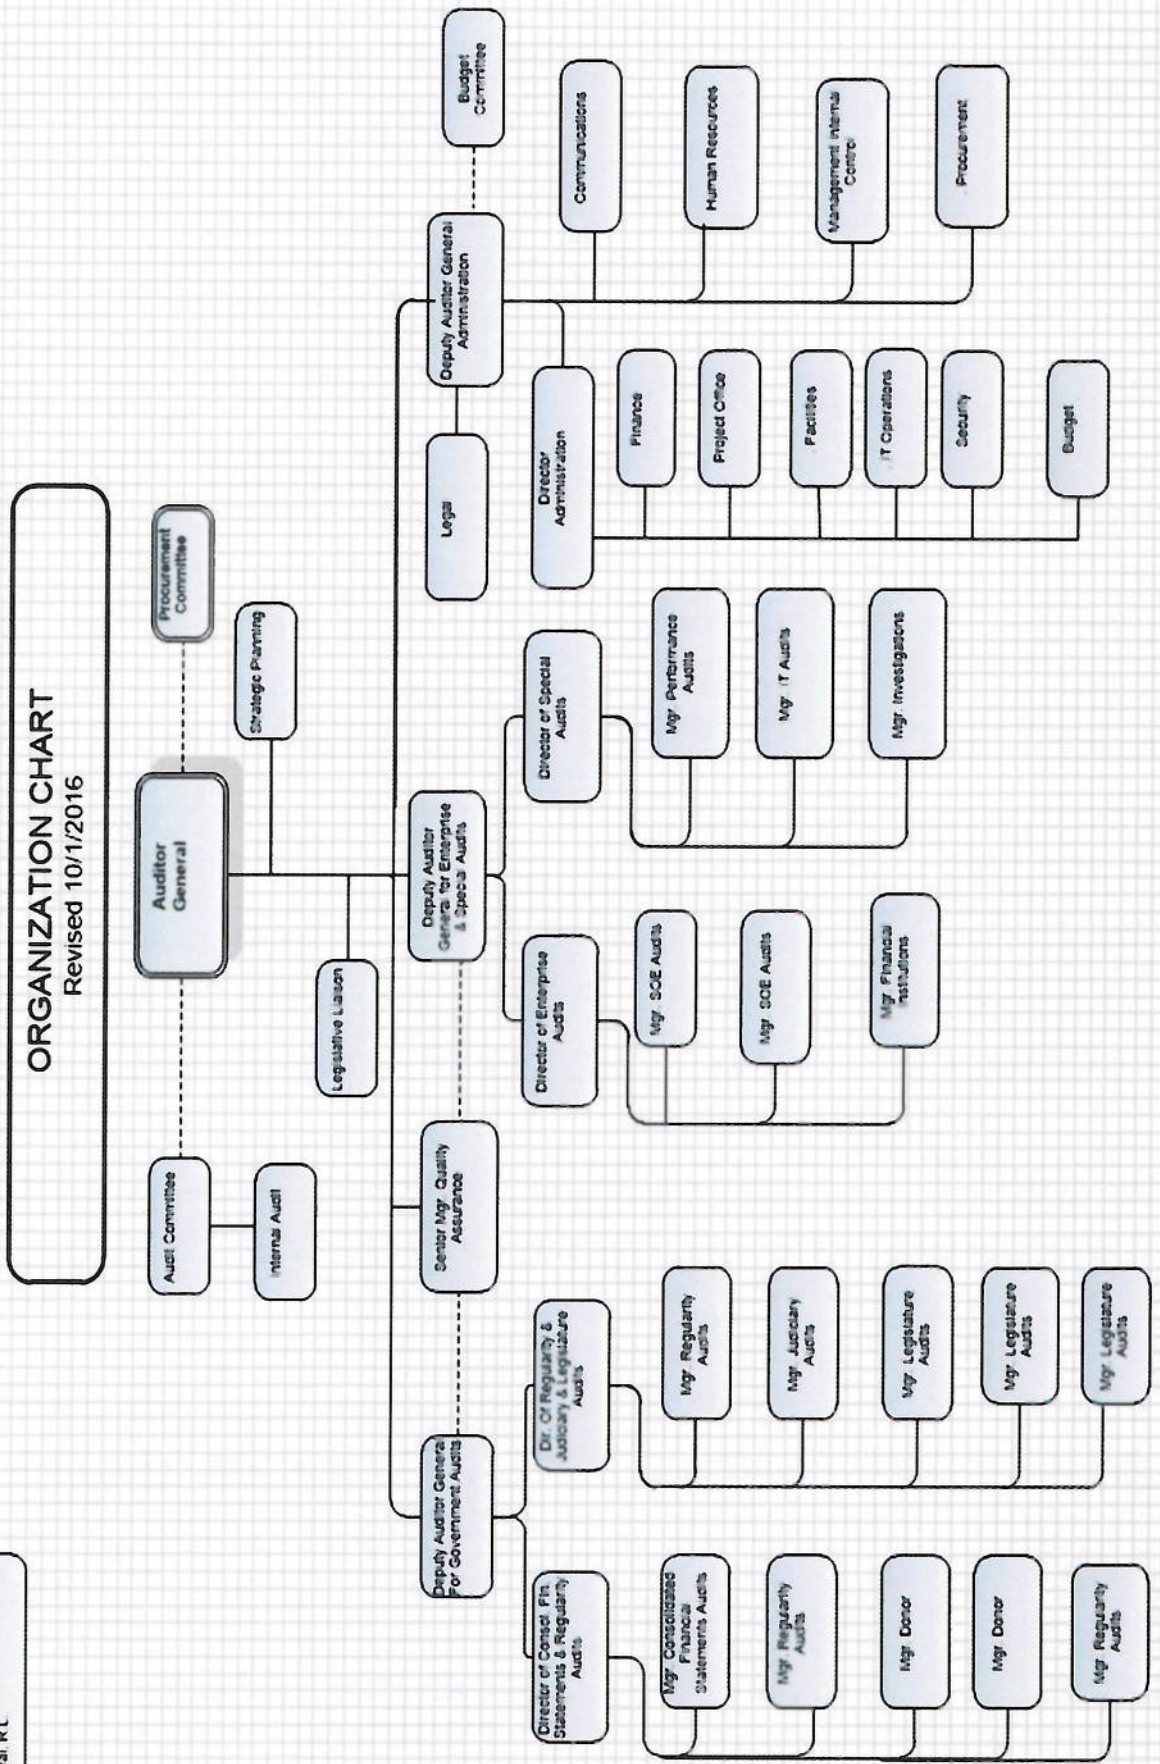 ORGANIZATION CHART
Revised 10/1/2016
Auditor
General
Audit Committee
Procurement
Committee
Internal Audit
Strategic Planning
Legislative Liaison
Deputy Auditor General
For Government Audits
Senior Mgr. Quality
Assurance
Deputy Auditor
General for Enterprise
& Special Audits
Legal
Deputy Auditor General
Administration
Budget
Committee
Director of Consol. Fin.
Statements & Regularity
Audits
Dir. Of Regularity &
Judiciary & Legislature
Audits
Director of Enterprise
Audits
Director of Special
Audits
Director
Administration
Communications
Mgr Consolidated
Financial
Statements Audits
Mgr Regularity
Audits
Mgr Donor
Mgr Donor
Mgr Regularity
Audits
Mgr Regularity
Audits
Mgr Judiciary
Audits
Mgr Legislature
Audits
Mgr Legislature
Audits
Mgr Legislature
Audits
Mgr. SOE Audits
Mgr SOE Audits
Mgr Financial
Institutions
Mgr. Performance
Audits
Mgr. IT Audits
Mgr. Investigations
Finance
Project Office
Facilities
IT Operations
Security
Budget
Human Resources
Management Internal
Control
Procurement